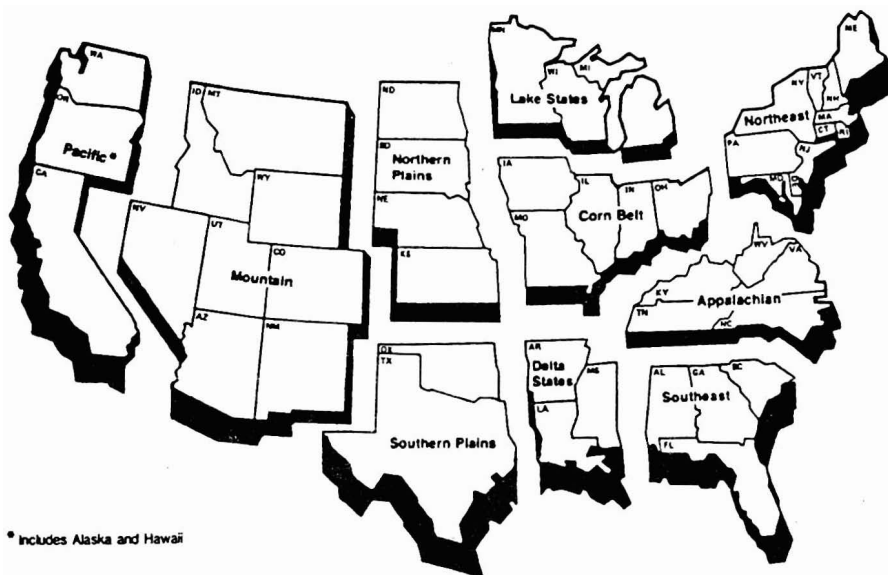 WA
OR
Pacific*
CA
ID
MT
WY
NV
UT
CO
Mountain
AZ
NM
ND
SD
Northern
Plains
NE
KS
OK
TX
Southern Plains
MN
WI
MI
Lake States
IA
MO
IL
IN
OH
Corn Belt
AR
Delta
States
LA
MS
ME
NY
VT
NH
MA
CT
RI
Northeast
PA
NJ
MD
WV
VA
KY
Appalachian
TN
NC
AL
GA
SC
Southeast
FL
* Includes Alaska and Hawaii